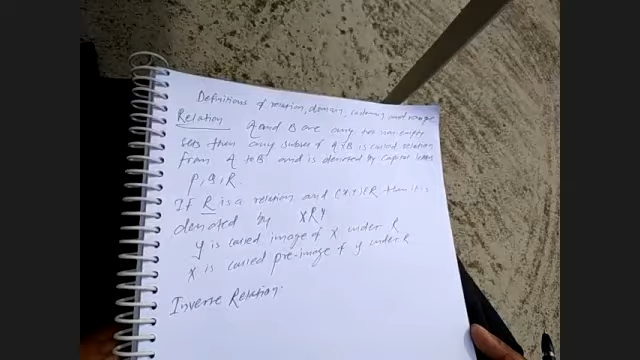 Definitions of relation, domain, codomain and range
Relation A and B are any two non-empty
sets then any subset of A×B is called relation
from A to B and is denoted by capital letters
P, Q, R.
If R is a relation and (x,y)∈R then it is
denoted by xRy
y is called image of x under R
x is called pre-image of y under R
Inverse Relation: